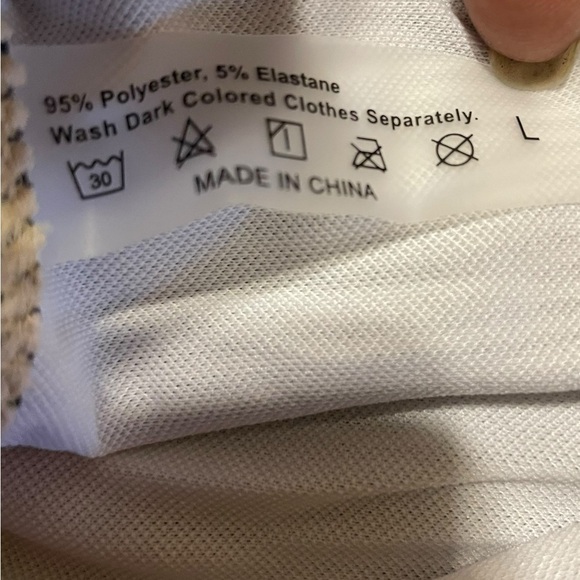 95% Polyester, 5% Elastane
Wash Dark Colored Clothes Separately.
30
L
MADE IN CHINA